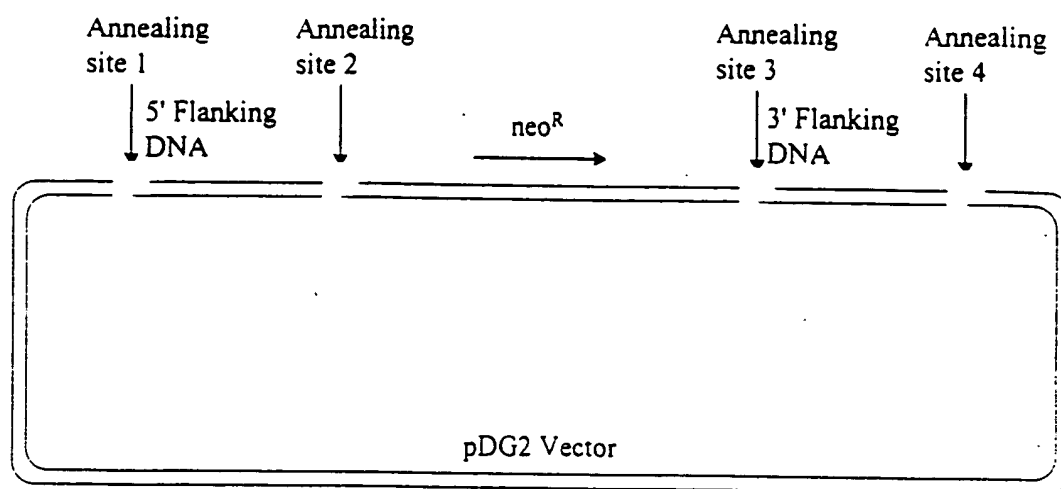 Annealing
site 1
Annealing
site 2
Annealing
site 3
Annealing
site 4
5' Flanking
DNA
neoR
3' Flanking
DNA
pDG2 Vector